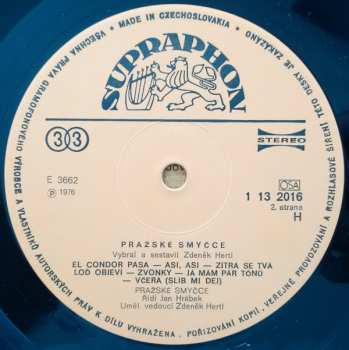 • MADE IN CZECHOSLOVAKIA •
VŠECHNA PRÁVA GRAMOFONOVÉHO VÝROBCE A VLASTNÍKŮ AUTORSKÝCH PRÁV K DÍLU VYHRAŽENA. POŘIZOVÁNÍ KOPIÍ, VEŘEJNÉ PROVOZOVÁNÍ A ROZHLASOVÉ ŠÍŘENÍ TÉTO DESKY JE ZAKÁZÁNO
SUPRAPHON
33
STEREO
E 3662
℗ 1976
OSA
1 13 2016
2. strana
H
PRAŽSKÉ SMYČCE
Vybral a sestavil Zdeněk Hertl
EL CONDOR PASA — ASI, ASI — ZÍTRA SE TVÁ
LOĎ OBJEVÍ — ZVONKY — JÁ MÁM PÁR TÓNŮ
— VČERA (SLIB MI DEJ)
PRAŽSKÉ SMYČCE
Řídí Jan Hrábek
Uměl. vedoucí Zdeněk Hertl